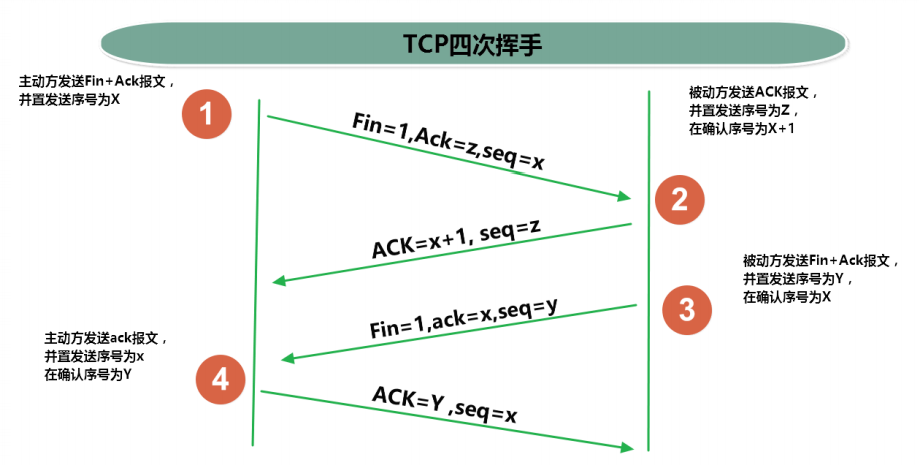 TCP四次挥手
主动方发送Fin+Ack报文，
并置发送序号为X
1
被动方发送ACK报文，
并置发送序号为Z，
在确认序号为X+1
Fin=1,Ack=z,seq=x
2
ACK=x+1, seq=z
被动方发送Fin+Ack报文，
并置发送序号为Y，
在确认序号为X
3
Fin=1,ack=x,seq=y
主动方发送ack报文，
并置发送序号为x
在确认序号为Y
4
ACK=Y ,seq=x